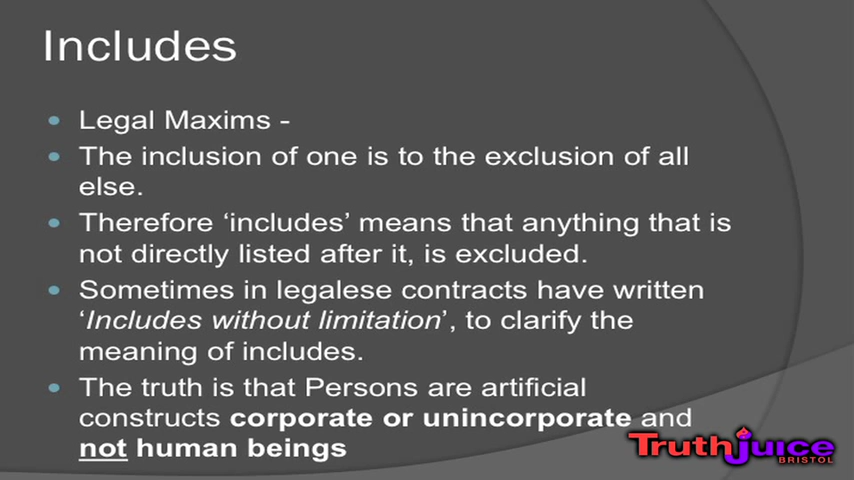 Includes
Legal Maxims -
The inclusion of one is to the exclusion of all
else.
Therefore ‘includes’ means that anything that is
not directly listed after it, is excluded.
Sometimes in legalese contracts have written
‘Includes without limitation’, to clarify the
meaning of includes.
The truth is that Persons are artificial
constructs corporate or unincorporate and
not human beings
Truthjuice
BRISTOL